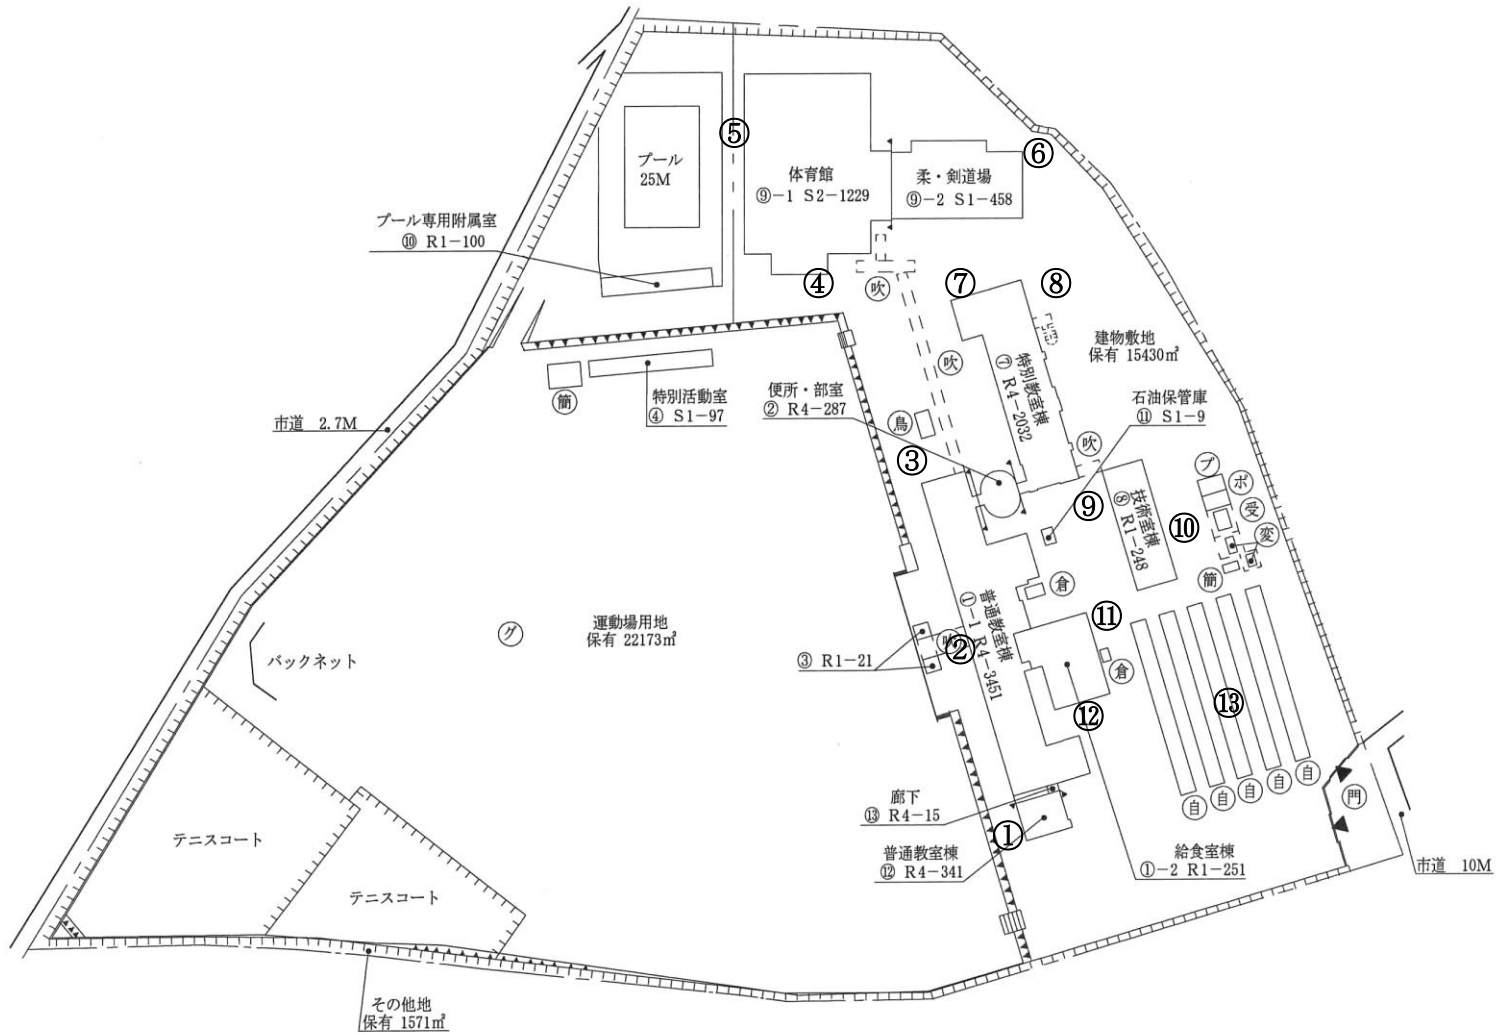 ⑤
⑥
プール
25M
体育館
⑨-1 S2-1229
柔・剣道場
⑨-2 S1-458
プール専用附属室
⑩ R1-100
④
吹
⑦
⑧
建物敷地
保有 15430㎡
吹
特別教室棟
⑦ R4-2032
簡
特別活動室
④ S1-97
便所・部室
② R4-287
石油保管庫
⑪ S1-9
市道 2.7M
鳥
③
吹
プ
ポ
受
変
簡
⑨
技術室棟
⑧ R1-248
⑩
倉
グ
運動場用地
保有 22173㎡
バックネット
③ R1-21
吹
②
普通教室棟
①-1 R4-3451
⑪
倉
⑫
⑬
自
自
自
自
自
門
廊下
⑬ R4-15
①
普通教室棟
⑫ R4-341
給食室棟
①-2 R1-251
市道 10M
テニスコート
テニスコート
その他地
保有 1571㎡